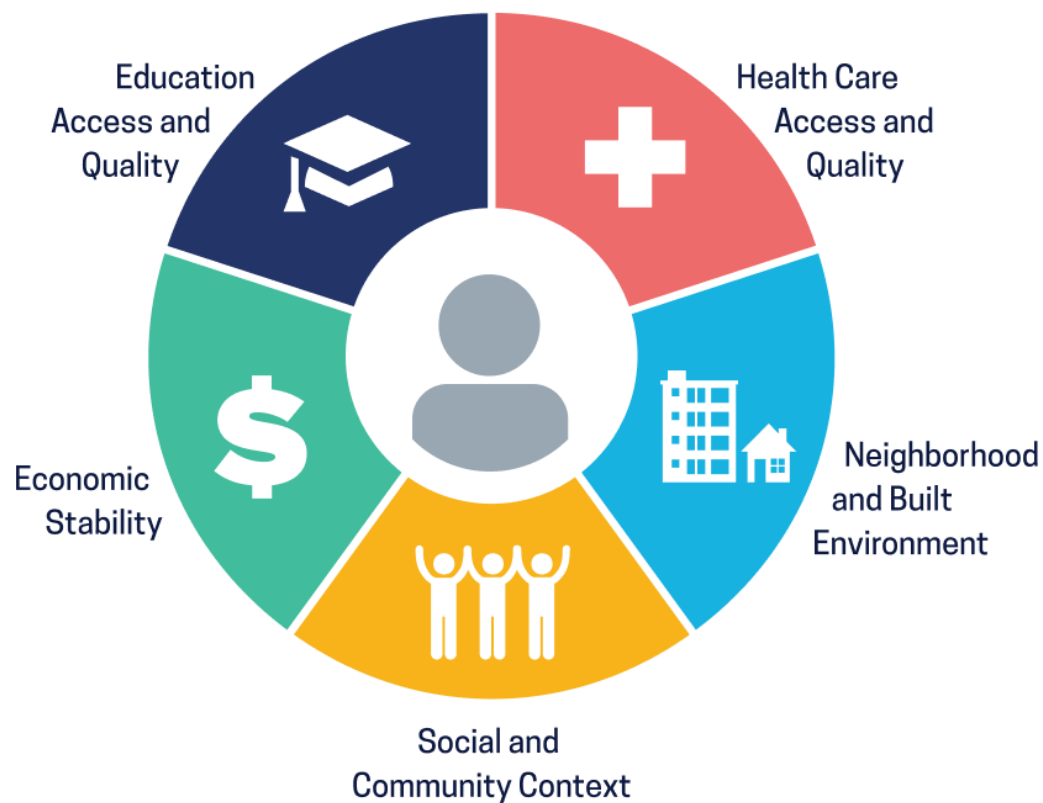 Education
Access and
Quality
Health Care
Access and
Quality
Economic
Stability
Neighborhood
and Built
Environment
Social and
Community Context